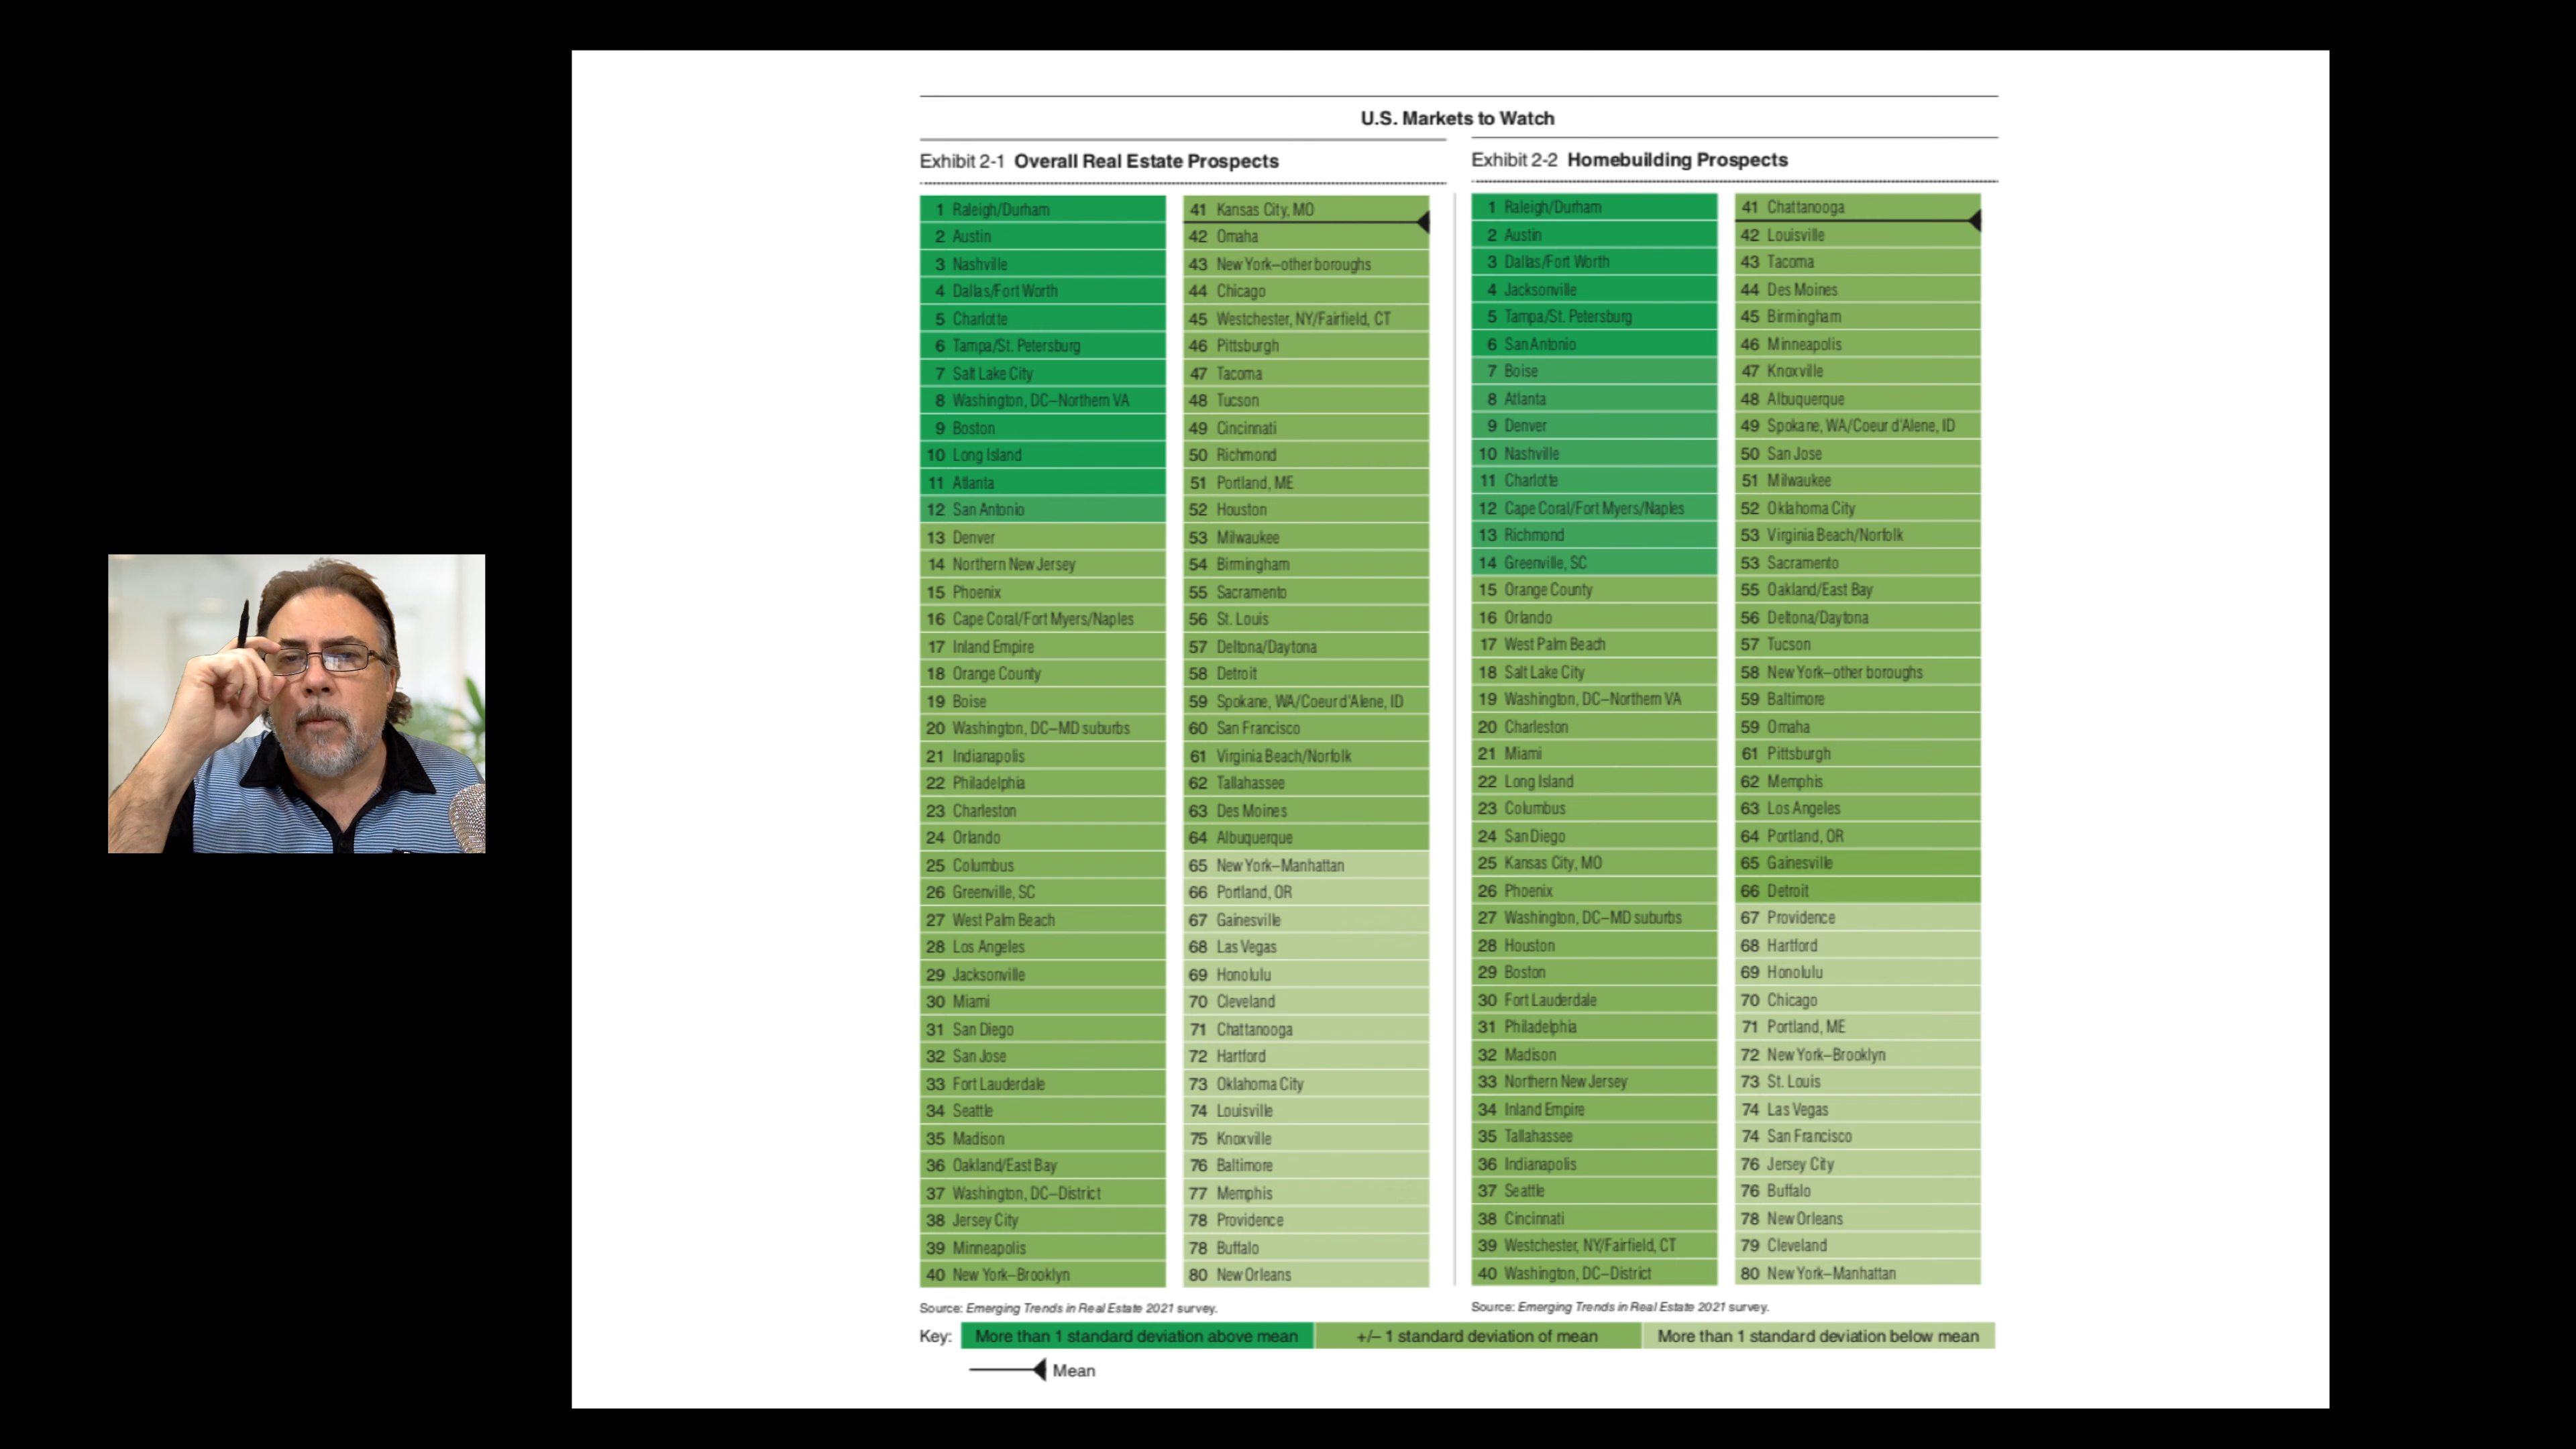 U.S. Markets to Watch
Exhibit 2-1 Overall Real Estate Prospects
1 Raleigh/Durham
2 Austin
3 Nashville
4 Dallas/Fort Worth
5 Charlotte
6 Tampa/St. Petersburg
7 Salt Lake City
8 Washington, DC–Northern VA
9 Boston
10 Long Island
11 Atlanta
12 San Antonio
13 Denver
14 Northern New Jersey
15 Phoenix
16 Cape Coral/Fort Myers/Naples
17 Inland Empire
18 Orange County
19 Boise
20 Washington, DC–MD suburbs
21 Indianapolis
22 Philadelphia
23 Charleston
24 Orlando
25 Columbus
26 Greenville, SC
27 West Palm Beach
28 Los Angeles
29 Jacksonville
30 Miami
31 San Diego
32 San Jose
33 Fort Lauderdale
34 Seattle
35 Madison
36 Oakland/East Bay
37 Washington, DC–District
38 Jersey City
39 Minneapolis
40 New York–Brooklyn
41 Kansas City, MO
42 Omaha
43 New York–other boroughs
44 Chicago
45 Westchester, NY/Fairfield, CT
46 Pittsburgh
47 Tacoma
48 Tucson
49 Cincinnati
50 Richmond
51 Portland, ME
52 Houston
53 Milwaukee
54 Birmingham
55 Sacramento
56 St. Louis
57 Deltona/Daytona
58 Detroit
59 Spokane, WA/Coeur d'Alene, ID
60 San Francisco
61 Virginia Beach/Norfolk
62 Tallahassee
63 Des Moines
64 Albuquerque
65 New York–Manhattan
66 Portland, OR
67 Gainesville
68 Las Vegas
69 Honolulu
70 Cleveland
71 Chattanooga
72 Hartford
73 Oklahoma City
74 Louisville
75 Knoxville
76 Baltimore
77 Memphis
78 Providence
78 Buffalo
80 New Orleans
Source: Emerging Trends in Real Estate 2021 survey.
Exhibit 2-2 Homebuilding Prospects
1 Raleigh/Durham
2 Austin
3 Dallas/Fort Worth
4 Jacksonville
5 Tampa/St. Petersburg
6 San Antonio
7 Boise
8 Atlanta
9 Denver
10 Nashville
11 Charlotte
12 Cape Coral/Fort Myers/Naples
13 Richmond
14 Greenville, SC
15 Orange County
16 Orlando
17 West Palm Beach
18 Salt Lake City
19 Washington, DC–Northern VA
20 Charleston
21 Miami
22 Long Island
23 Columbus
24 San Diego
25 Kansas City, MO
26 Phoenix
27 Washington, DC–MD suburbs
28 Houston
29 Boston
30 Fort Lauderdale
31 Philadelphia
32 Madison
33 Northern New Jersey
34 Inland Empire
35 Tallahassee
36 Indianapolis
37 Seattle
38 Cincinnati
39 Westchester, NY/Fairfield, CT
40 Washington, DC–District
41 Chattanooga
42 Louisville
43 Tacoma
44 Des Moines
45 Birmingham
46 Minneapolis
47 Knoxville
48 Albuquerque
49 Spokane, WA/Coeur d'Alene, ID
50 San Jose
51 Milwaukee
52 Oklahoma City
53 Virginia Beach/Norfolk
53 Sacramento
55 Oakland/East Bay
56 Deltona/Daytona
57 Tucson
58 New York–other boroughs
59 Baltimore
59 Omaha
61 Pittsburgh
62 Memphis
63 Los Angeles
64 Portland, OR
65 Gainesville
66 Detroit
67 Providence
68 Hartford
69 Honolulu
70 Chicago
71 Portland, ME
72 New York–Brooklyn
73 St. Louis
74 Las Vegas
74 San Francisco
76 Jersey City
76 Buffalo
78 New Orleans
79 Cleveland
80 New York–Manhattan
Source: Emerging Trends in Real Estate 2021 survey.
Key: More than 1 standard deviation above mean +/– 1 standard deviation of mean More than 1 standard deviation below mean
Mean